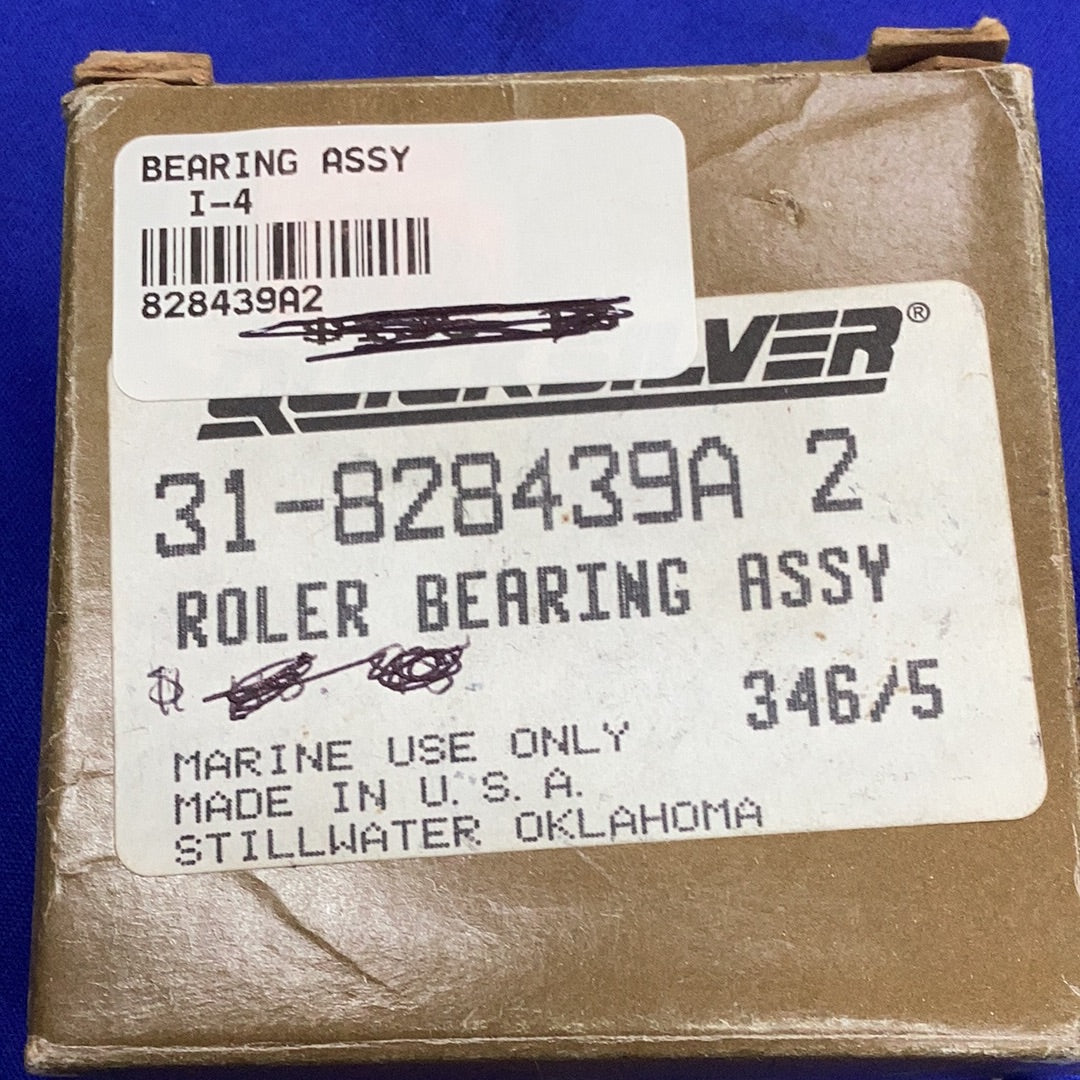 BEARING ASSY
I-4
828439A2
QUICKSILVER®
31-828439A 2
ROLER BEARING ASSY
$
346/5
MARINE USE ONLY
MADE IN U.S.A.
STILLWATER OKLAHOMA